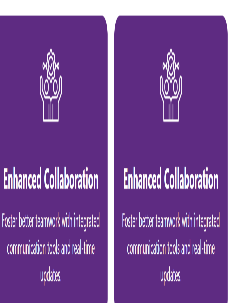 Enhanced Collaboration
Foster better teamwork with integrated
communication tools and real-time
updates.
Enhanced Collaboration
Foster better teamwork with integrated
communication tools and real-time
updates.